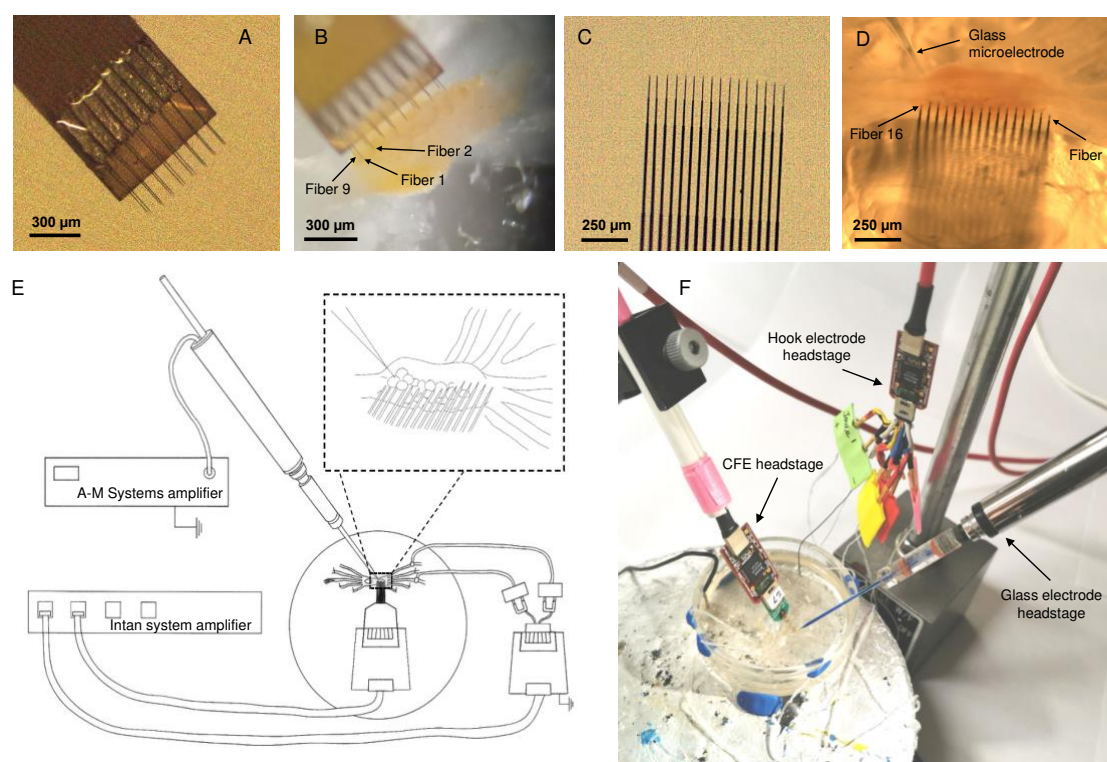 A
300 µm
B
Fiber 2
Fiber 1
Fiber 9
300 µm
C
250 µm
D
Glass
microelectrode
Fiber 16
Fiber
250 µm
E
A-M Systems amplifier
Intan system amplifier
F
Hook electrode
headstage
CFE headstage
Glass electrode
headstage